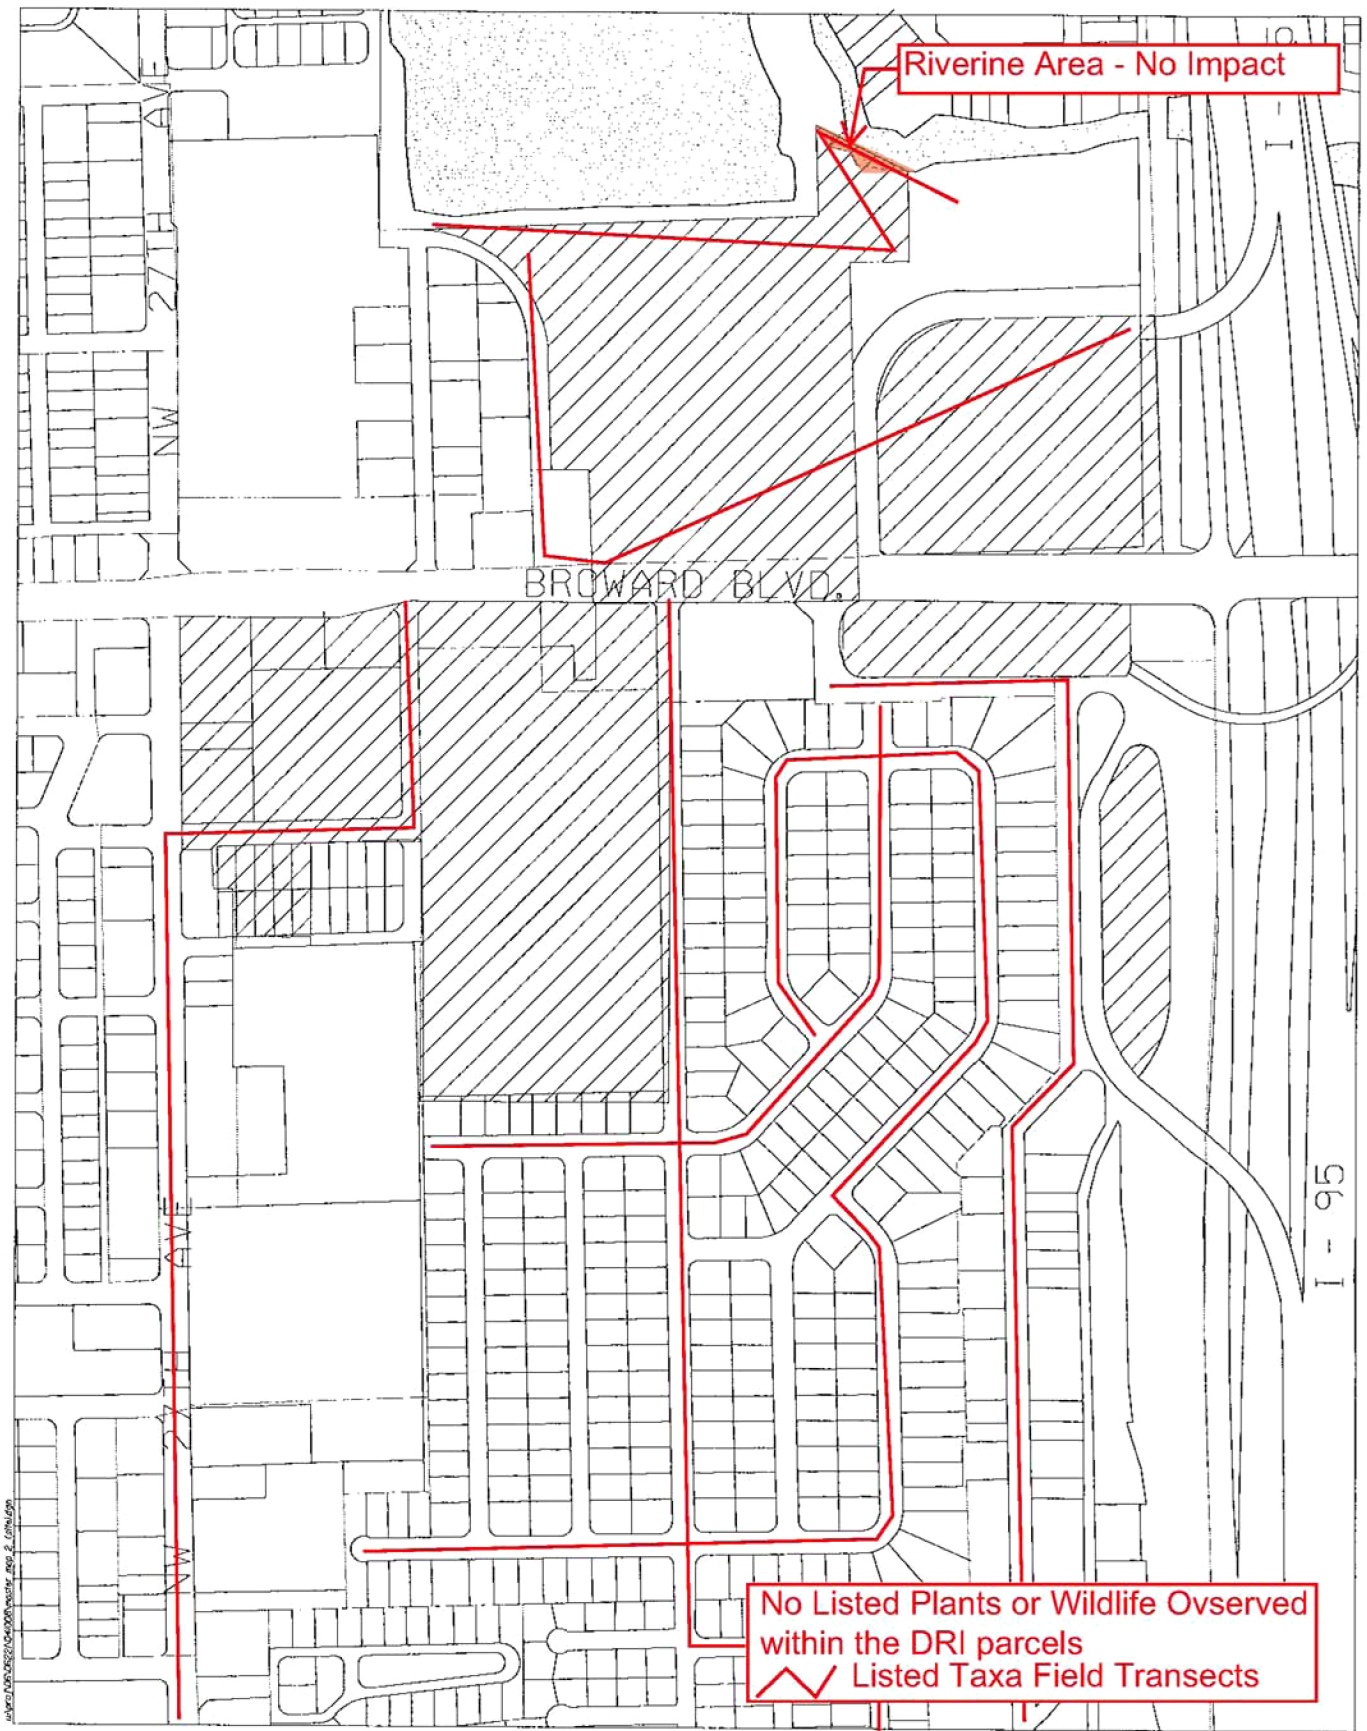 Riverine Area - No Impact
NW 27TH AVE
BROWARD BLVD.
I - 95
NW 27TH AVE
No Listed Plants or Wildlife Ovserved
within the DRI parcels
Listed Taxa Field Transects